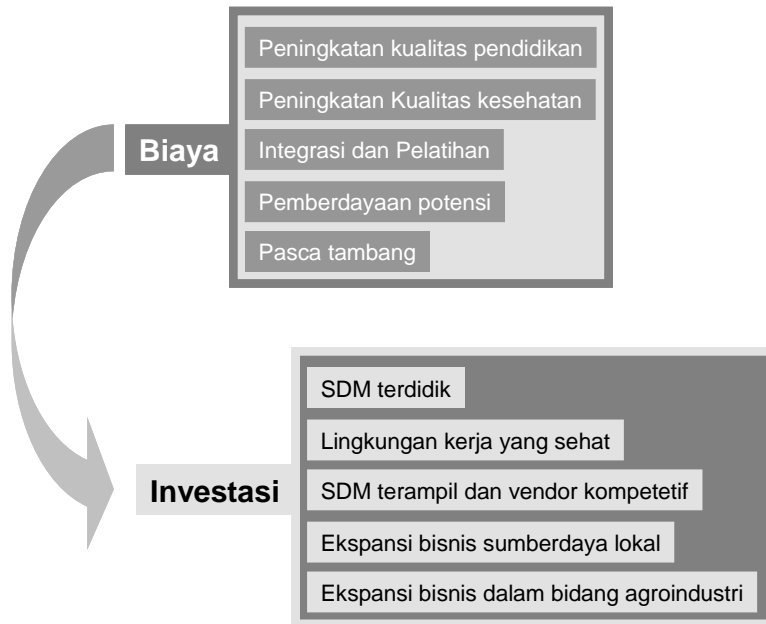 Peningkatan kualitas pendidikan
Peningkatan Kualitas kesehatan
Biaya
Integrasi dan Pelatihan
Pemberdayaan potensi
Pasca tambang
SDM terdidik
Lingkungan kerja yang sehat
Investasi
SDM terampil dan vendor kompetetif
Ekspansi bisnis sumberdaya lokal
Ekspansi bisnis dalam bidang agroindustri